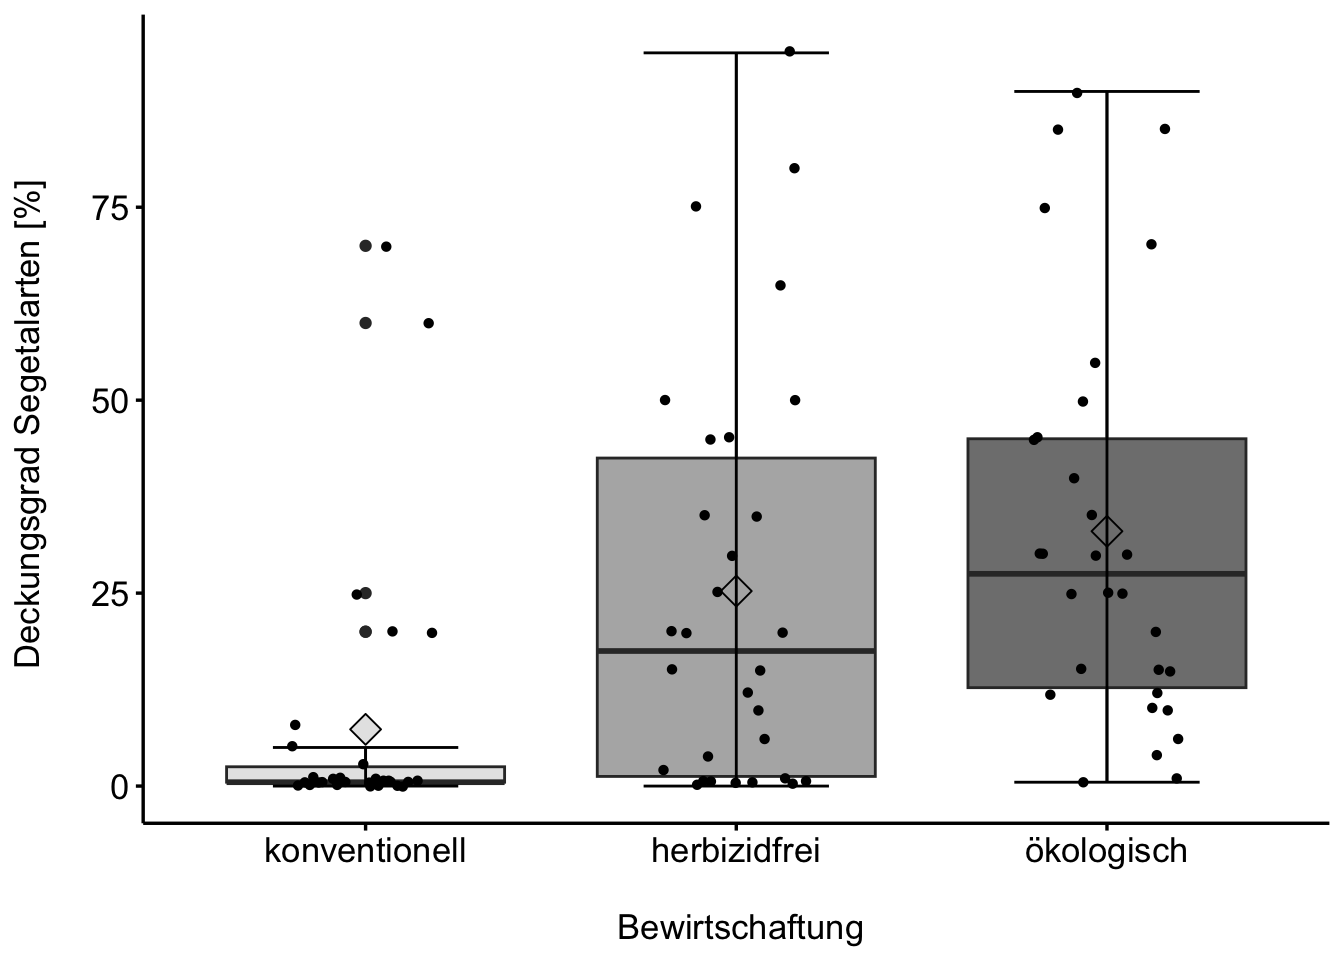 Deckungsgrad Segetalarten [%]
75
50
25
0
konventionell herbizidfrei ökologisch
Bewirtschaftung